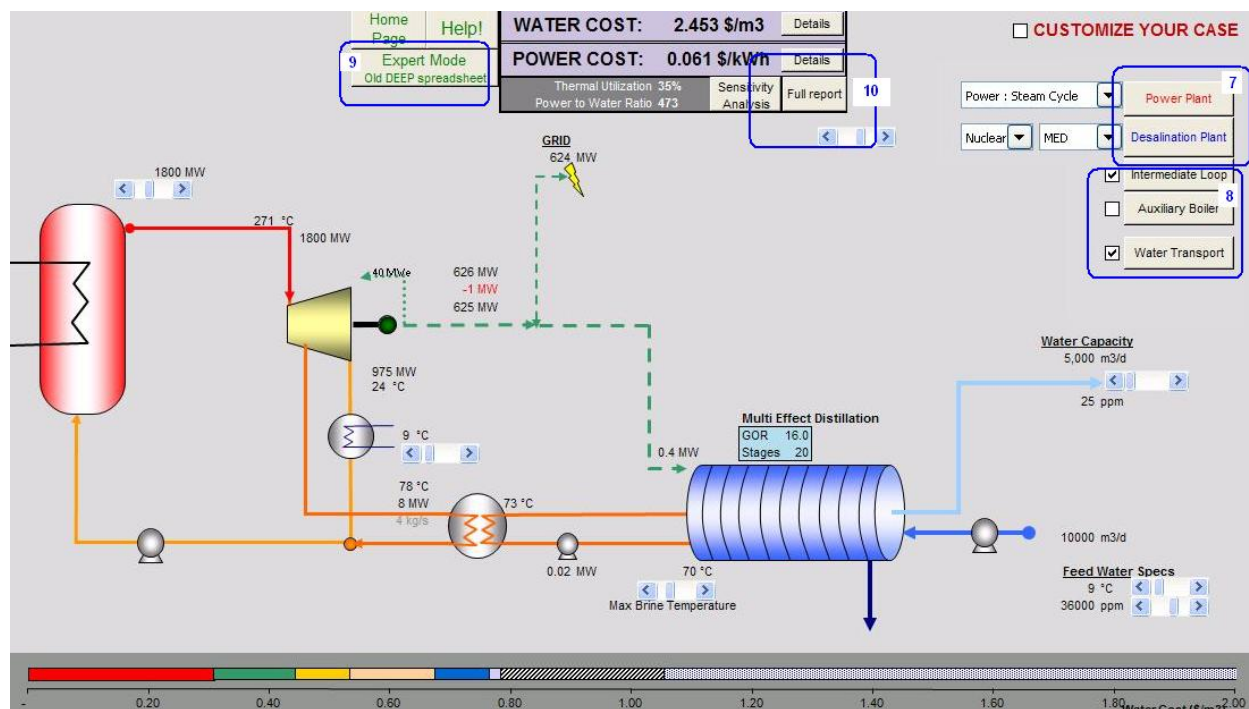 Home
Page
Help!
9
Expert Mode
Old DEEP spreadsheet
WATER COST: 2.453 $/m3
Details
POWER COST: 0.061 $/kWh
Details
Thermal Utilization 35%
Power to Water Ratio 473
Sensitivity
Analysis
Full report
10
CUSTOMIZE YOUR CASE
7
Power : Steam Cycle
Power Plant
Nuclear
MED
Desalination Plant
Intermediate Loop
8
Auxiliary Boiler
Water Transport
GRID
624 MW
1800 MW
271 °C
1800 MW
40 MWe
626 MW
-1 MW
625 MW
975 MW
24 °C
9 °C
Water Capacity
5,000 m3/d
25 ppm
Multi Effect Distillation
GOR 16.0
Stages 20
0.4 MW
78 °C
8 MW
4 kg/s
73 °C
0.02 MW
70 °C
Max Brine Temperature
10000 m3/d
Feed Water Specs
9 °C
36000 ppm
-
0.20
0.40
0.60
0.80
1.00
1.20
1.40
1.60
1.80
2.00
Water Cost ($/m3)